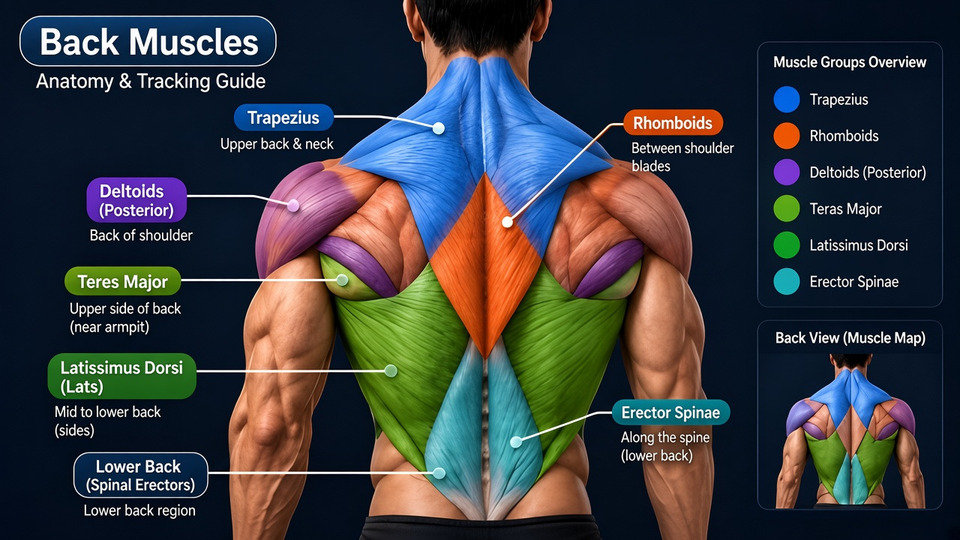 Back Muscles
Anatomy & Tracking Guide
Trapezius
Upper back & neck
Deltoids
(Posterior)
Back of shoulder
Teres Major
Upper side of back
(near armpit)
Latissimus Dorsi
(Lats)
Mid to lower back
(sides)
Lower Back
(Spinal Erectors)
Lower back region
Rhomboids
Between shoulder
blades
Erector Spinae
Along the spine
(lower back)
Muscle Groups Overview
Trapezius
Rhomboids
Deltoids (Posterior)
Teras Major
Latissimus Dorsi
Erector Spinae
Back View (Muscle Map)